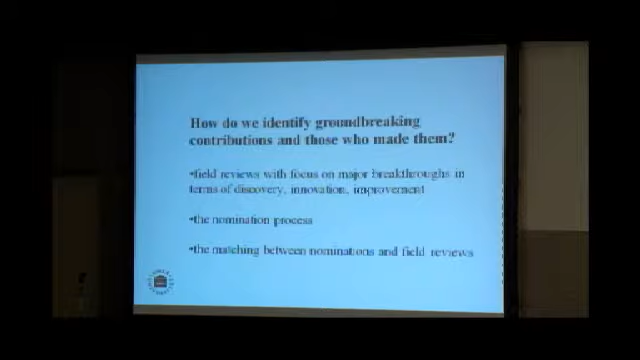 How do we identify groundbreaking
contributions and those who made them?
•field reviews with focus on major breakthroughs in
terms of discovery, innovation, improvement
•the nomination process
•the matching between nominations and field reviews